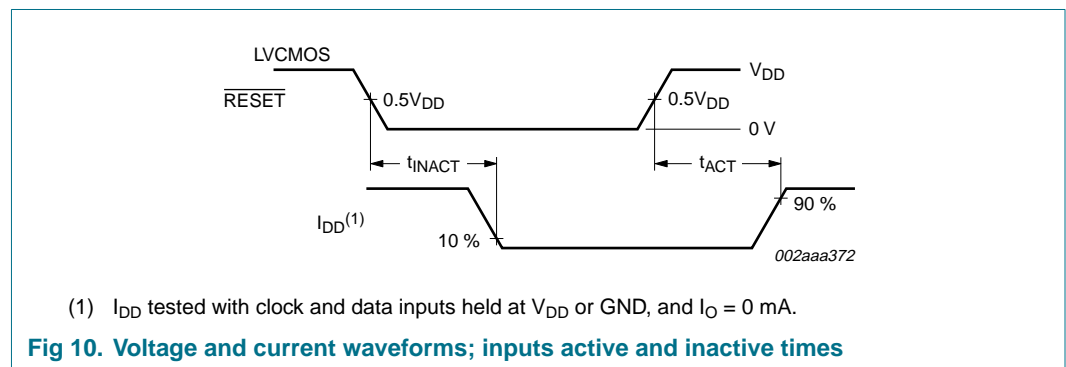 LVCMOS
VDD
RESET
0.5VDD
0.5VDD
0 V
tINACT
tACT
IDD(1)
90 %
10 %
002aaa372
(1) IDD tested with clock and data inputs held at VDD or GND, and IO = 0 mA.
Fig 10. Voltage and current waveforms; inputs active and inactive times